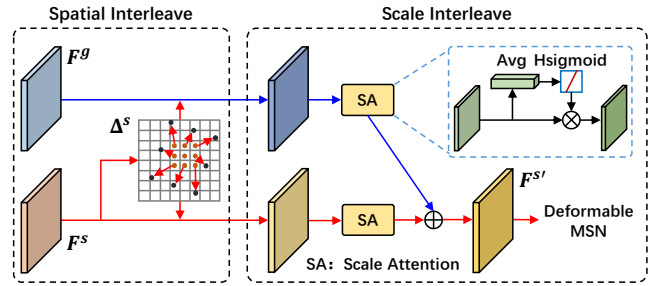 Spatial Interleave
Scale Interleave
F^g
Avg Hsigmoid
SA
Δ^s
F^{s′}
F^s
SA
Deformable
MSN
SA: Scale Attention